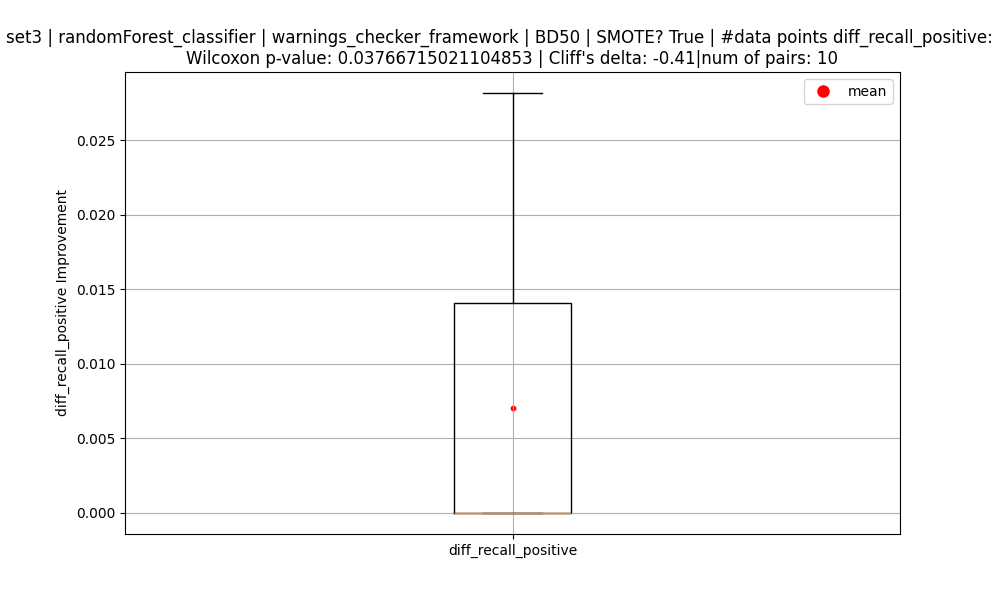 set3 | randomForest_classifier | warnings_checker_framework | BD50 | SMOTE? True | #data points diff_recall_positive:
Wilcoxon p-value: 0.03766715021104853 | Cliff's delta: -0.41|num of pairs: 10
mean
0.025
0.020
0.015
0.010
0.005
0.000
diff_recall_positive Improvement
diff_recall_positive